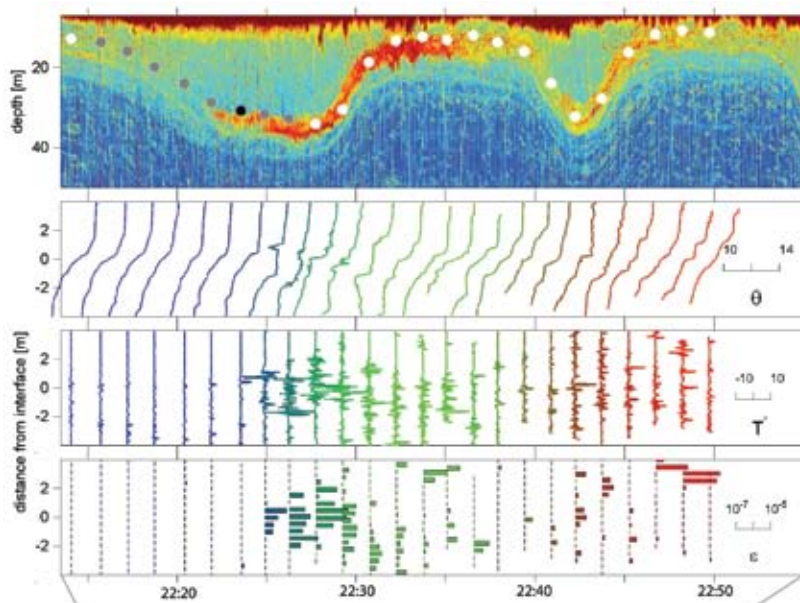 depth [m]
20
40
2
0
-2
10 14
θ
distance from interface [m]
2
0
-2
-10 10
T'
2
0
-2
10⁻⁷ 10⁻⁶
ε
22:20 22:30 22:40 22:50